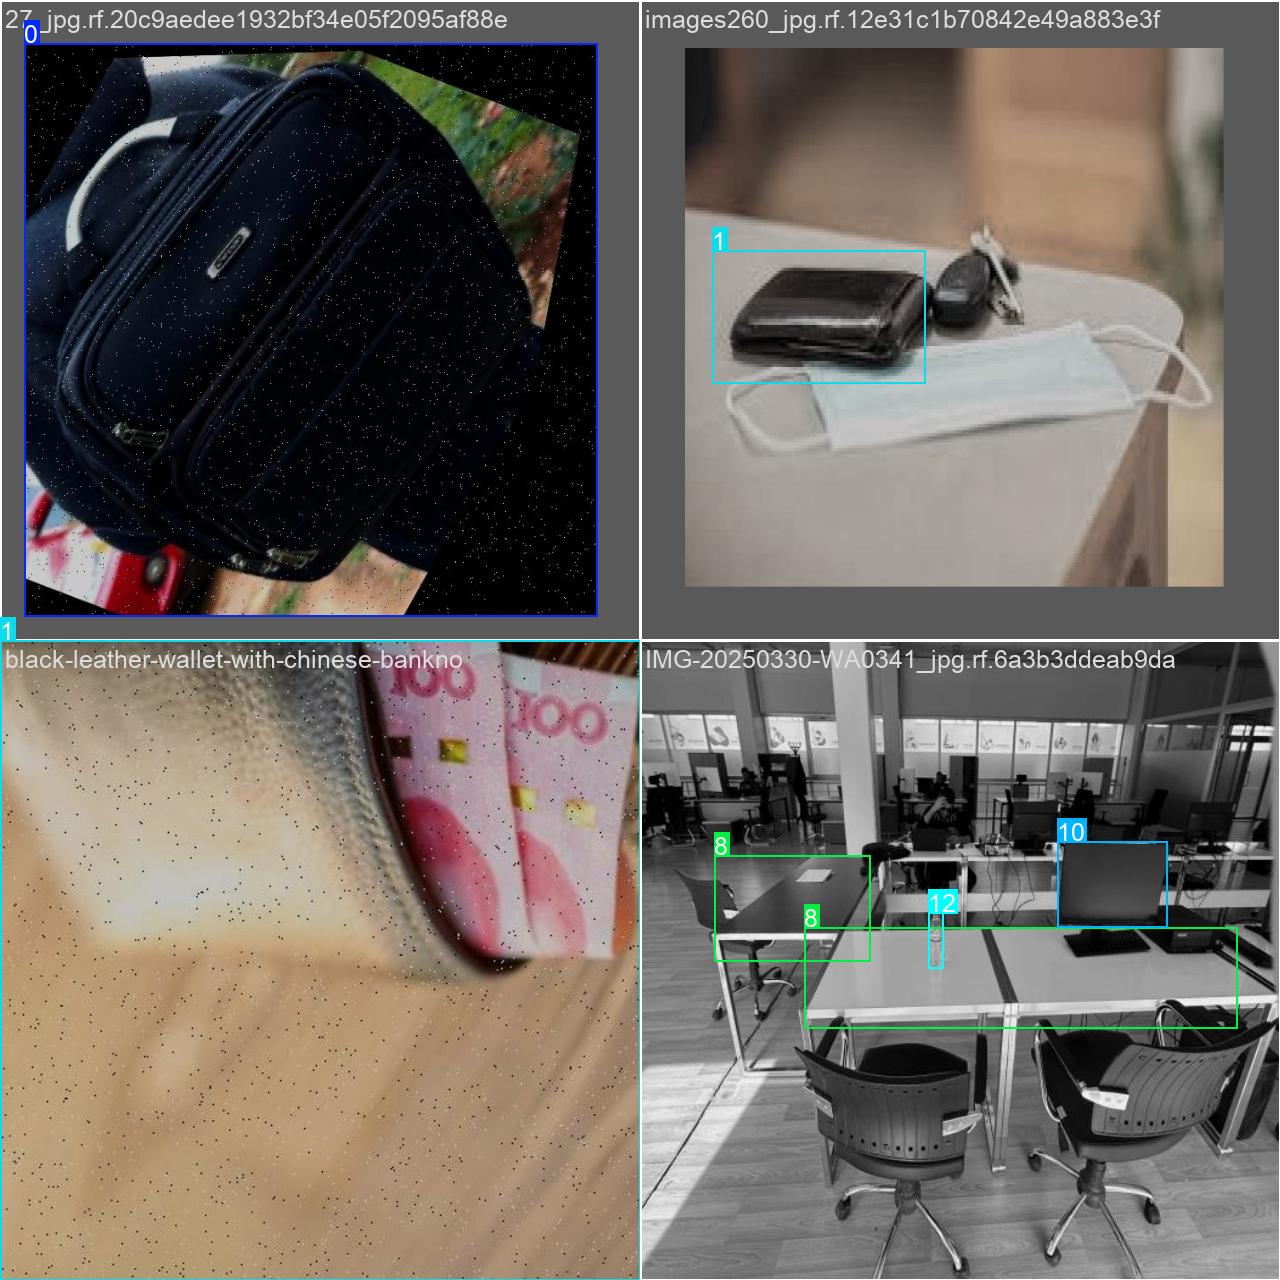 27_jpg.rf.20c9aedee1932bf34e05f2095af88e
0
images260_jpg.rf.12e31c1b70842e49a883e3f
1
1
black-leather-wallet-with-chinese-bankno
100
100
IMG-20250330-WA0341_jpg.rf.6a3b3ddeab9da
10
8
12
8